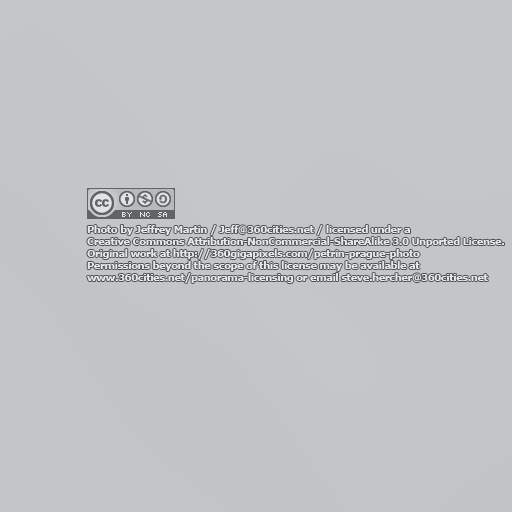 cc BY NC SA
Photo by Jeffrey Martin / Jeff@360cities.net / licensed under a
Creative Commons Attribution-NonCommercial-ShareAlike 3.0 Unported License.
Original work at http://360gigapixels.com/petrin-prague-photo
Permissions beyond the scope of this license may be available at
www.360cities.net/panorama-licensing or email steve.hercher@360cities.net